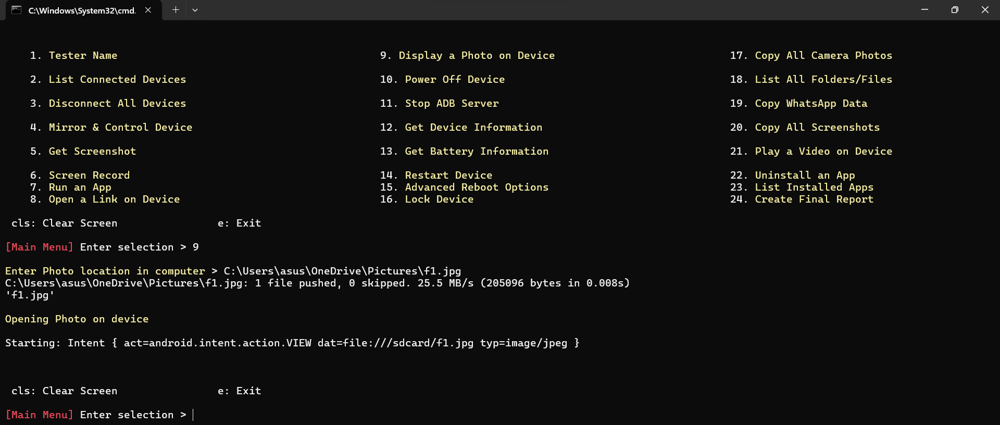 C:\Windows\System32\cmd.
1. Tester Name 9. Display a Photo on Device 17. Copy All Camera Photos
2. List Connected Devices 10. Power Off Device 18. List All Folders/Files
3. Disconnect All Devices 11. Stop ADB Server 19. Copy WhatsApp Data
4. Mirror & Control Device 12. Get Device Information 20. Copy All Screenshots
5. Get Screenshot 13. Get Battery Information 21. Play a Video on Device
6. Screen Record 14. Restart Device 22. Uninstall an App
7. Run an App 15. Advanced Reboot Options 23. List Installed Apps
8. Open a Link on Device 16. Lock Device 24. Create Final Report
cls: Clear Screen e: Exit
[Main Menu] Enter selection > 9
Enter Photo location in computer > C:\Users\asus\OneDrive\Pictures\f1.jpg
C:\Users\asus\OneDrive\Pictures\f1.jpg: 1 file pushed, 0 skipped. 25.5 MB/s (205096 bytes in 0.008s)
'f1.jpg'
Opening Photo on device
Starting: Intent { act=android.intent.action.VIEW dat=file:///sdcard/f1.jpg typ=image/jpeg }
cls: Clear Screen e: Exit
[Main Menu] Enter selection >